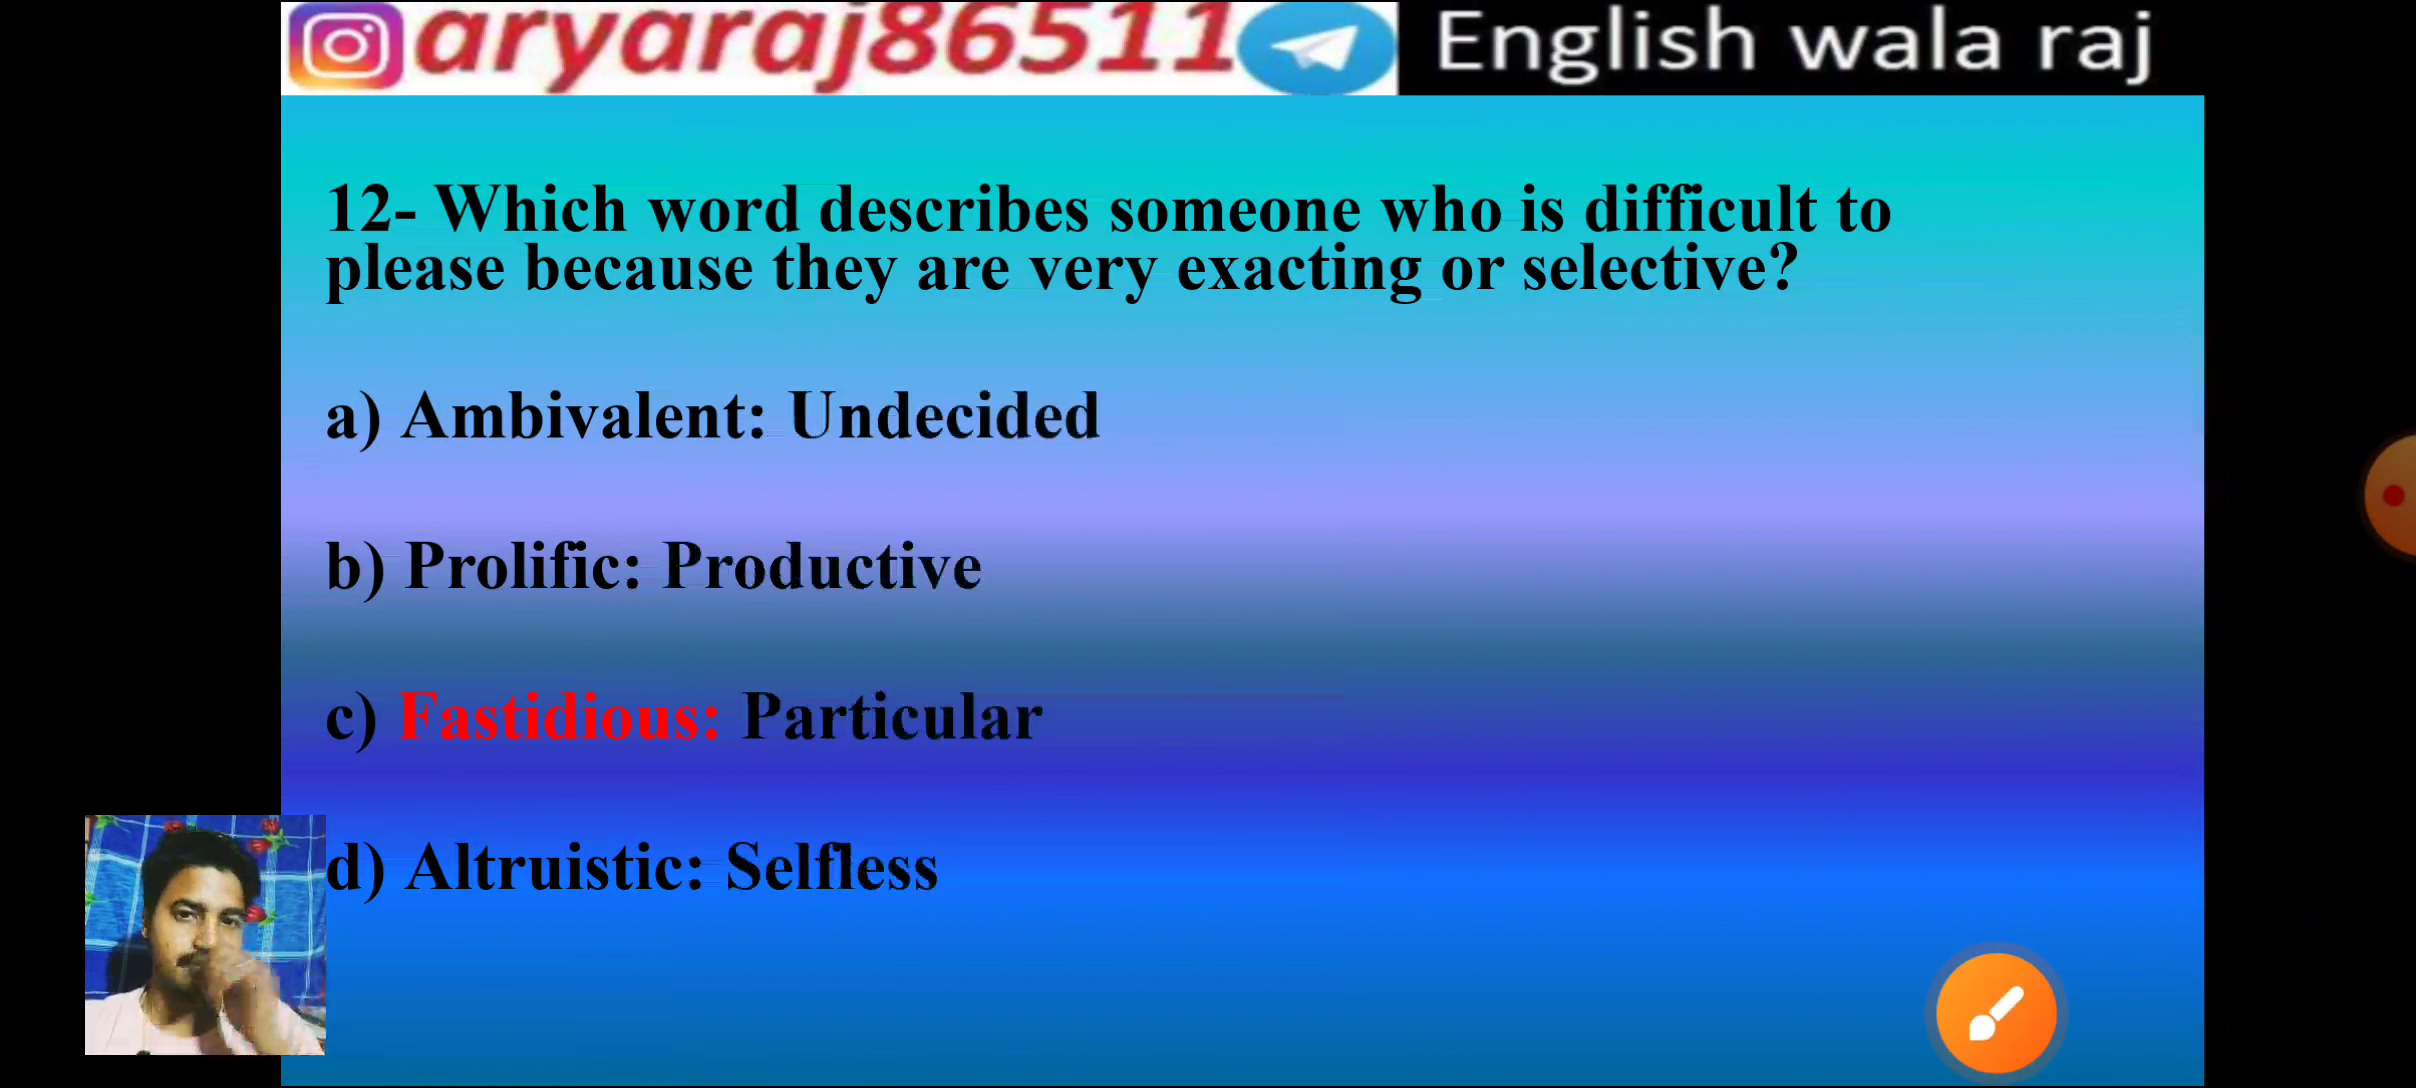 aryaraj86511 English wala raj
12- Which word describes someone who is difficult to
please because they are very exacting or selective?
a) Ambivalent: Undecided
b) Prolific: Productive
c) Fastidious: Particular
d) Altruistic: Selfless